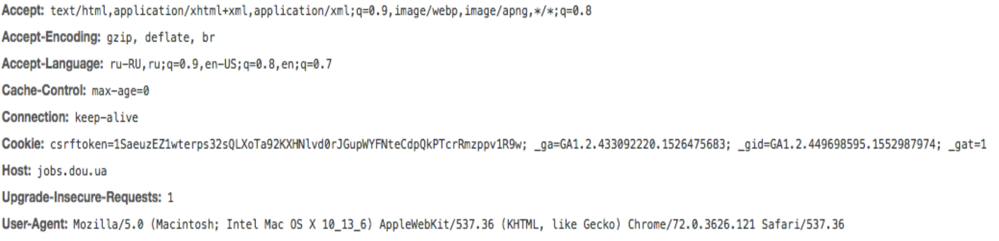 Accept: text/html,application/xhtml+xml,application/xml;q=0.9,image/webp,image/apng,*/*;q=0.8
Accept-Encoding: gzip, deflate, br
Accept-Language: ru-RU,ru;q=0.9,en-US;q=0.8,en;q=0.7
Cache-Control: max-age=0
Connection: keep-alive
Cookie: csrftoken=1SaeuzEZ1wterps32sQLXoTa92KXHNlvd0rJGupWYFNteCdpQkPTcrRmzppv1R9w; _ga=GA1.2.433092220.1526475683; _gid=GA1.2.449698595.1552987974; _gat=1
Host: jobs.dou.ua
Upgrade-Insecure-Requests: 1
User-Agent: Mozilla/5.0 (Macintosh; Intel Mac OS X 10_13_6) AppleWebKit/537.36 (KHTML, like Gecko) Chrome/72.0.3626.121 Safari/537.36